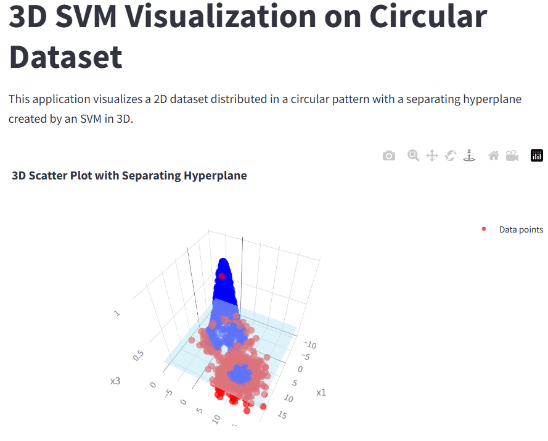 3D SVM Visualization on Circular
Dataset
This application visualizes a 2D dataset distributed in a circular pattern with a separating hyperplane
created by an SVM in 3D.
3D Scatter Plot with Separating Hyperplane
Data points
1
0.5
x3
0
-5
0
5
10
-10
-5
0
5
10
15
x1